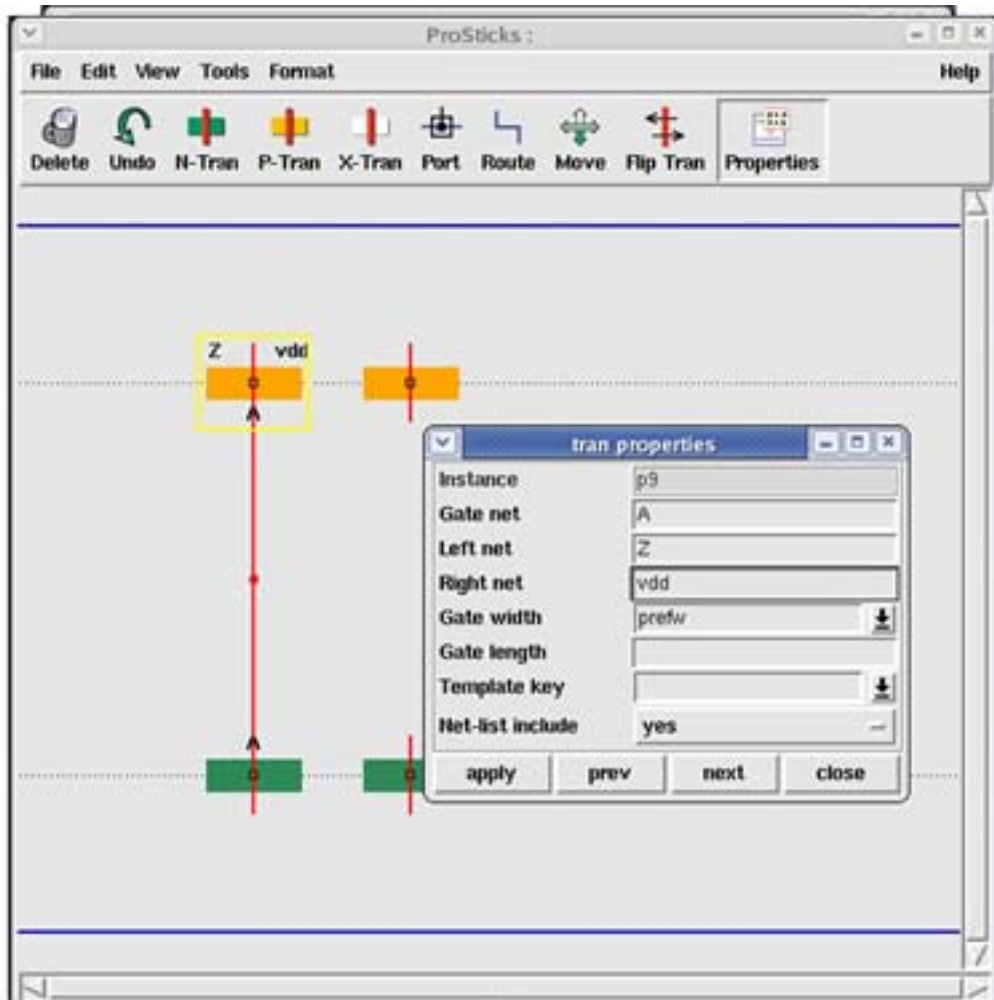 ProSticks :
File Edit View Tools Format Help
Delete Undo N-Tran P-Tran X-Tran Port Route Move Flip Tran Properties
Z vdd
A
tran properties
Instance p9
Gate net A
Left net Z
Right net vdd
Gate width prefw
Gate length
Template key
Net-list include yes
A
apply prev next close